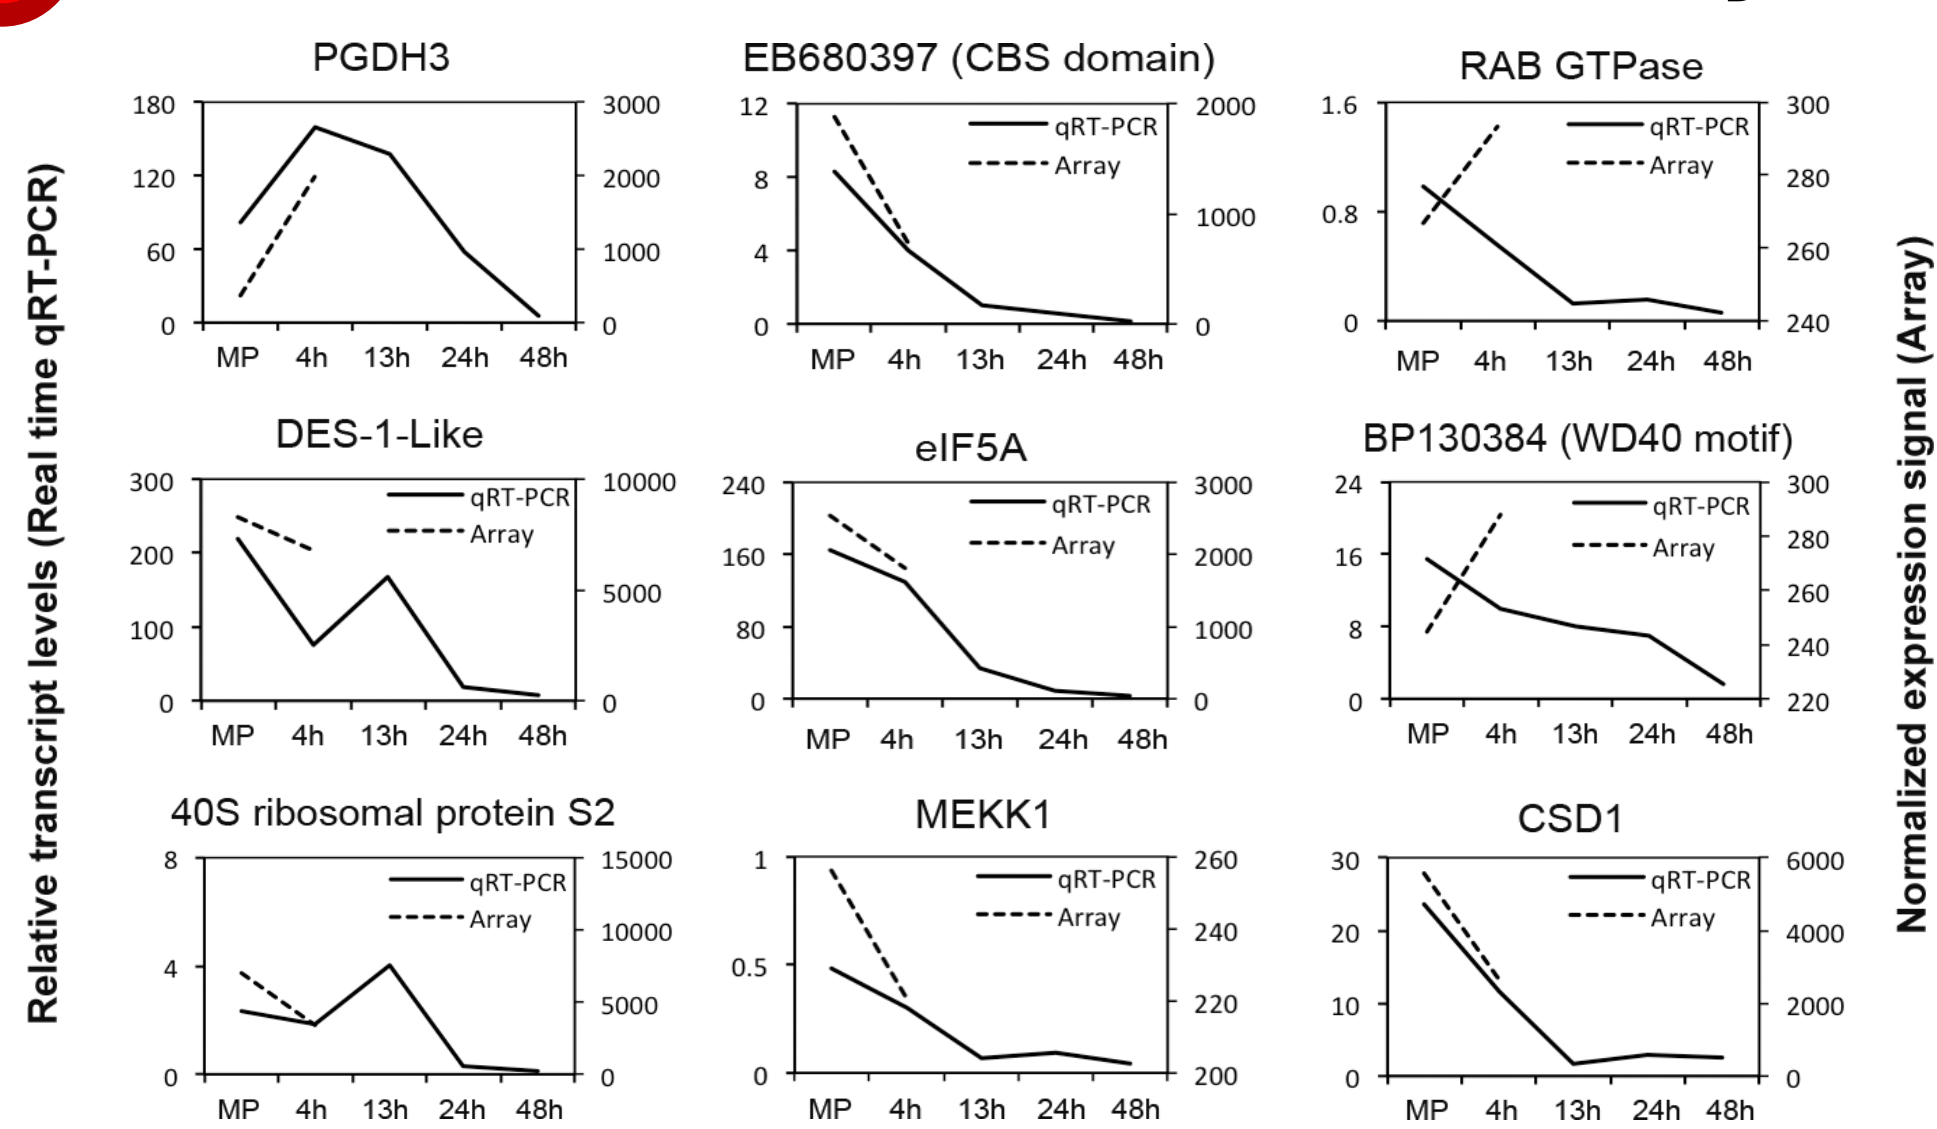 Relative transcript levels (Real time qRT-PCR)
Normalized expression signal (Array)
PGDH3
180
120
60
0
3000
2000
1000
0
MP 4h 13h 24h 48h
EB680397 (CBS domain)
12
8
4
0
2000
1000
0
qRT-PCR
Array
MP 4h 13h 24h 48h
RAB GTPase
1.6
0.8
0
300
280
260
240
qRT-PCR
Array
MP 4h 13h 24h 48h
DES-1-Like
300
200
100
0
10000
5000
0
qRT-PCR
Array
MP 4h 13h 24h 48h
eIF5A
240
160
80
0
3000
2000
1000
0
qRT-PCR
Array
MP 4h 13h 24h 48h
BP130384 (WD40 motif)
24
16
8
0
300
280
260
240
220
qRT-PCR
Array
MP 4h 13h 24h 48h
40S ribosomal protein S2
8
4
0
15000
10000
5000
0
qRT-PCR
Array
MP 4h 13h 24h 48h
MEKK1
1
0.5
0
260
240
220
200
qRT-PCR
Array
MP 4h 13h 24h 48h
CSD1
30
20
10
0
6000
4000
2000
0
qRT-PCR
Array
MP 4h 13h 24h 48h